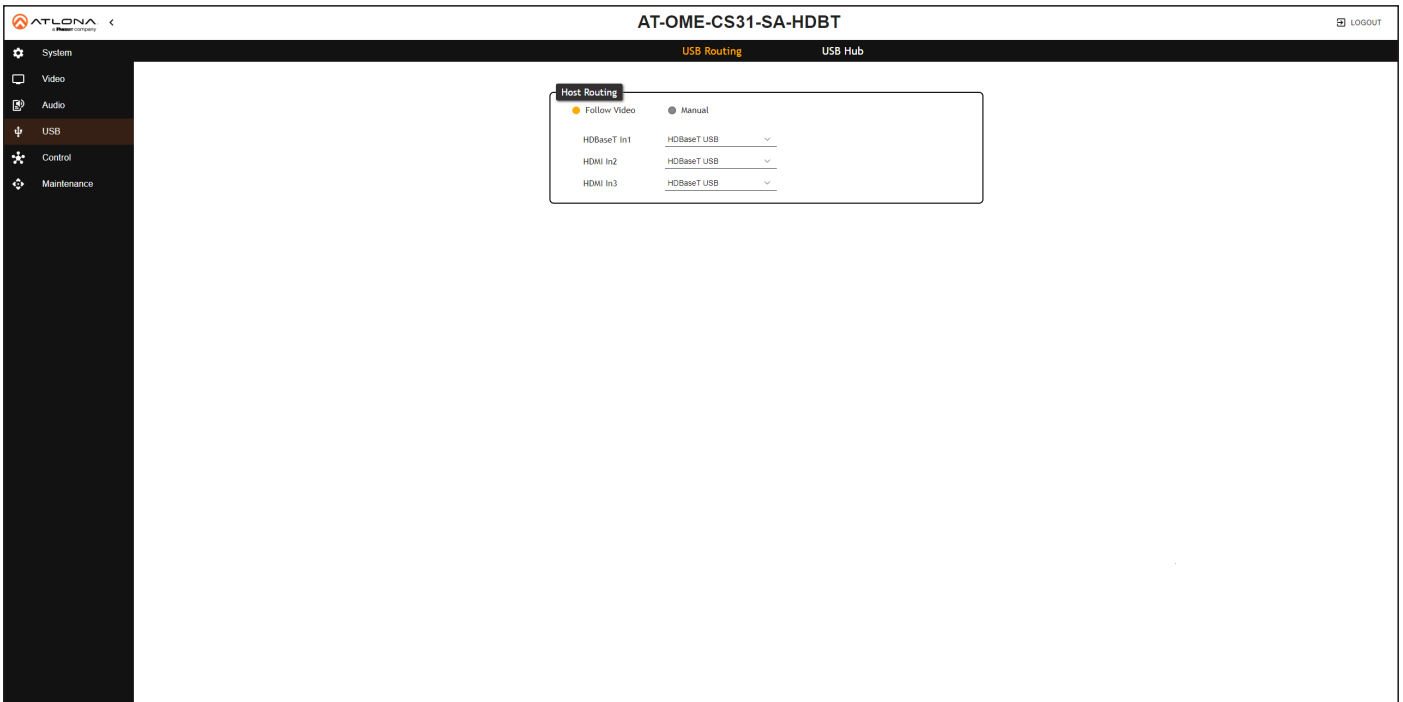 ATLONA
AT-OME-CS31-SA-HDBT
LOGOUT
a Panduit company
System
USB Routing
USB Hub
Video
Audio
USB
Control
Maintenance
Host Routing
Follow Video
Manual
HDBaseT In1
HDBaseT USB
HDMI In2
HDBaseT USB
HDMI In3
HDBaseT USB